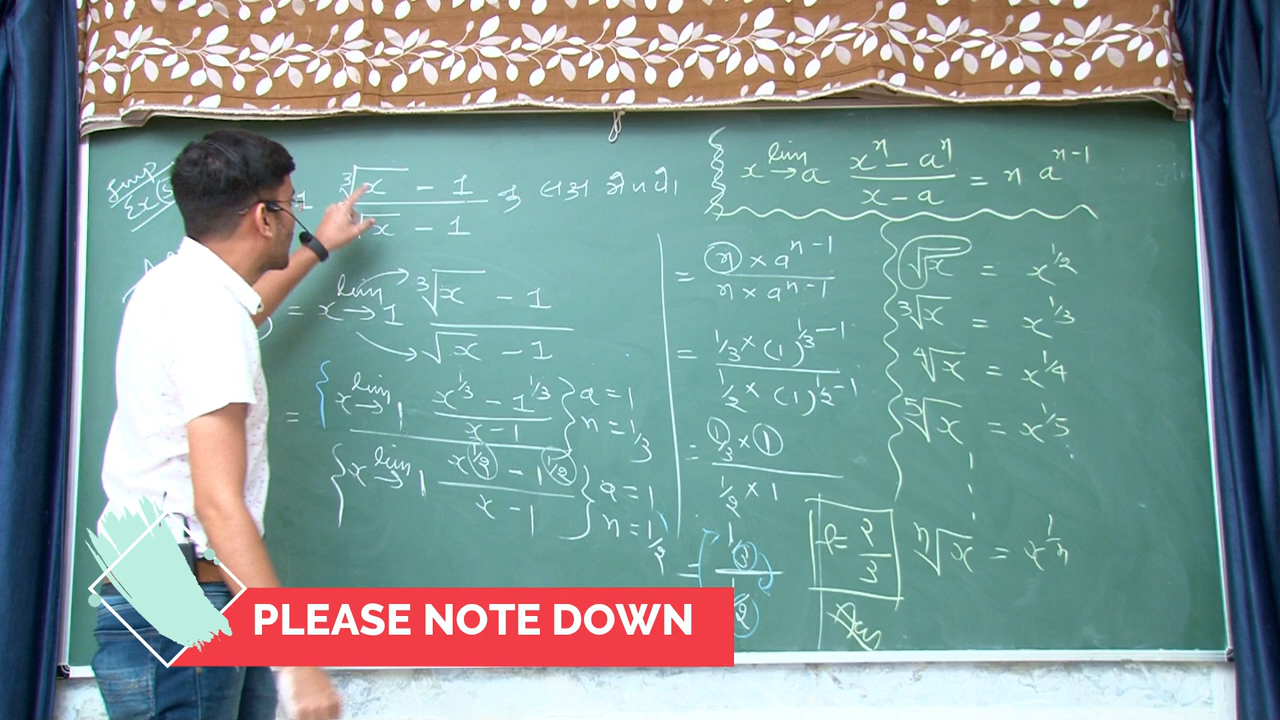 Imp
Ex 5
∛x - 1
√x - 1
lim x→a (xⁿ - aⁿ)/(x - a) = n aⁿ⁻¹
= lim x→1 (∛x - 1)/(√x - 1)
= { lim x→1 (x^1/3 - 1^1/3)/(x-1) } a = 1 n = 1/3
{ lim x→1 (x^1/2 - 1^1/2)/(x-1) } a = 1 n = 1/2
= (n × aⁿ⁻¹)/(n × aⁿ⁻¹)
= (1/3 × (1)^1/3-1)/(1/2 × (1)^1/2-1)
= (1/3 × 1)/(1/2 × 1)
= (1/3)/(1/2)
l = 2/3
Ans
√x = x^1/2
∛x = x^1/3
∜x = x^1/4
⁵√x = x^1/5
ⁿ√x = x^1/n
PLEASE NOTE DOWN